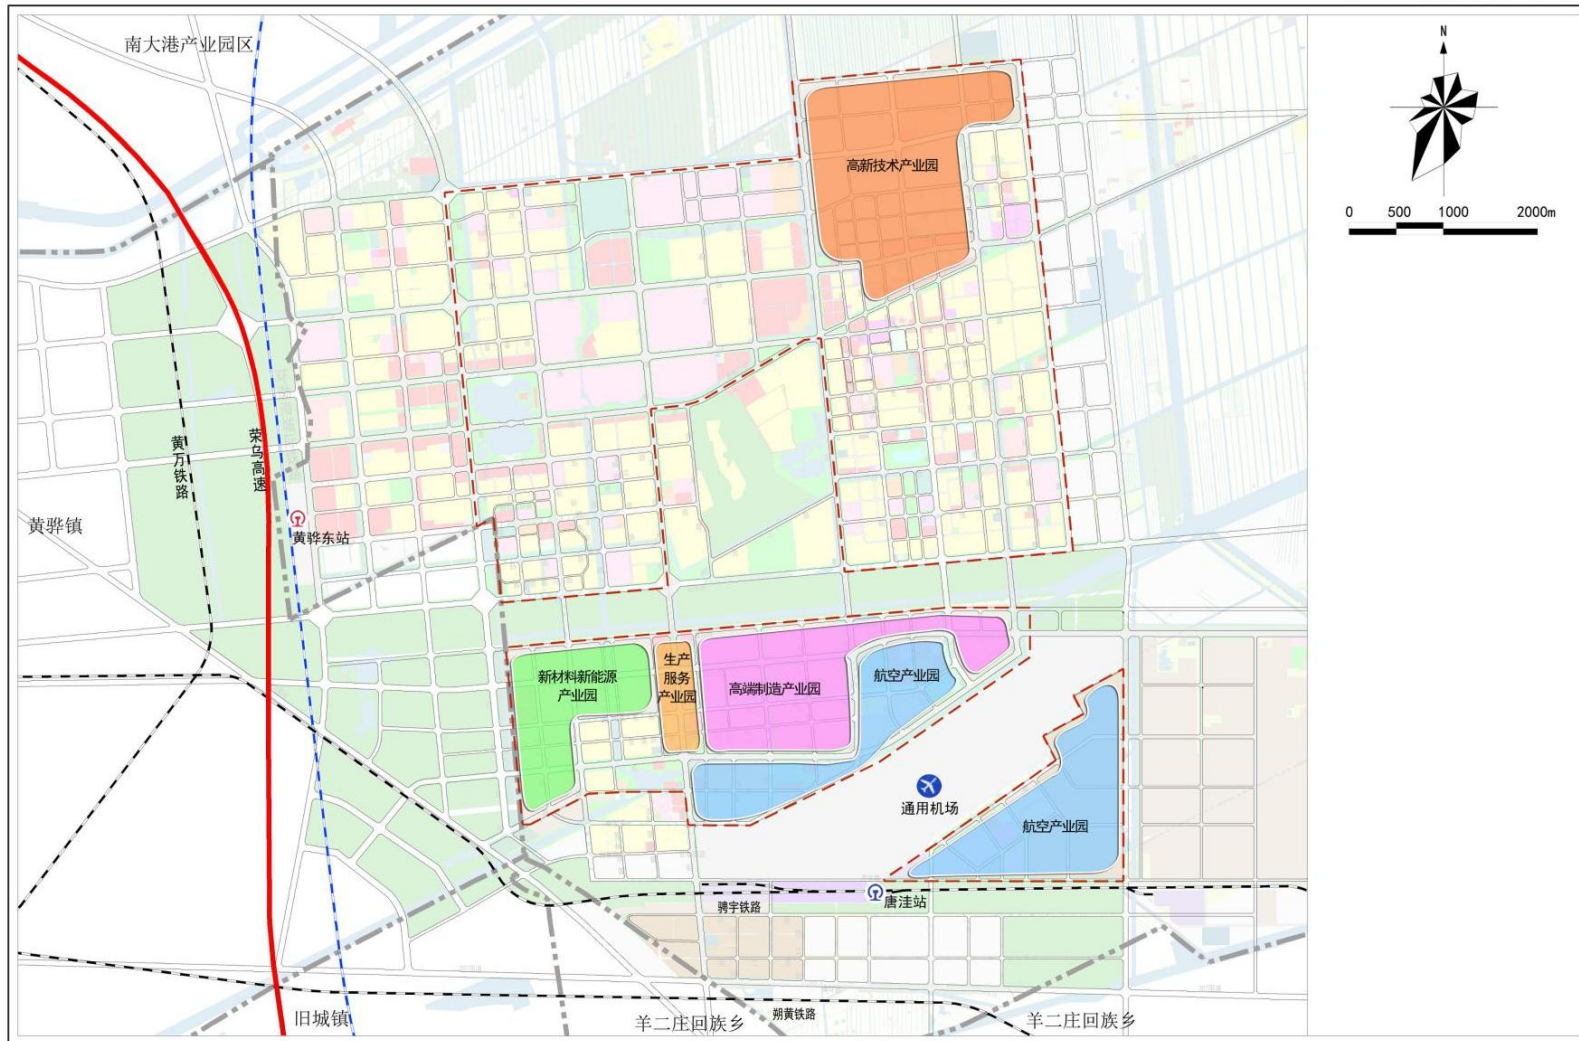 南大港产业园区
N
0 500 1000 2000m
高新技术产业园
黄万铁路
荣乌高速
黄骅镇
黄骅东站
新材料新能源
产业园
生产
服务
产业园
高端制造产业园
航空产业园
通用机场
航空产业园
唐洼站
骋宇铁路
旧城镇
羊二庄回族乡
朔黄铁路
羊二庄回族乡